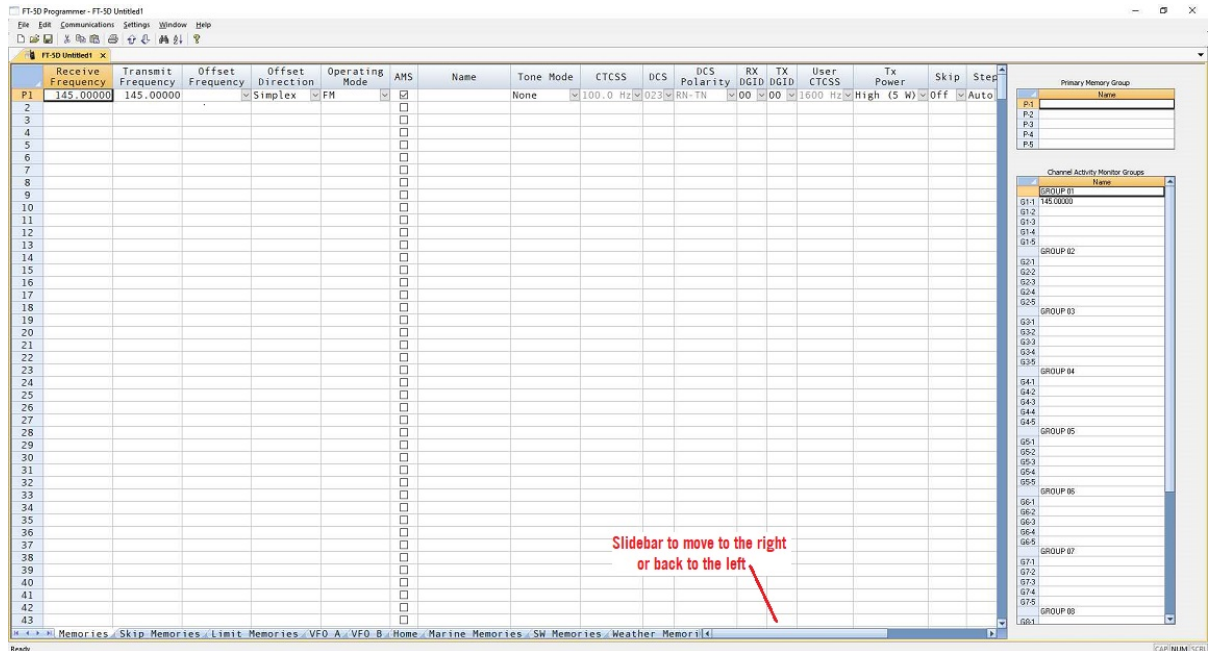 FT-5D Programmer - FT-5D Untitled1
File Edit Communications Settings Window Help
FT-5D Untitled1
Receive Frequency Transmit Frequency Offset Frequency Offset Direction Operating Mode AMS Name Tone Mode CTCSS DCS DCS Polarity RX DGID TX DGID User CTCSS Tx Power Skip Step
P1 145.00000 145.00000 Simplex FM None 100.0 Hz 023 RN-TN 00 00 1600 Hz High (5 W) Off Auto
2
3
4
5
6
7
8
9
10
11
12
13
14
15
16
17
18
19
20
21
22
23
24
25
26
27
28
29
30
31
32
33
34
35
36
37
38
39
40
41
42
43
Slidebar to move to the right
or back to the left
Memories Skip Memories Limit Memories VFO A VFO B Home Marine Memories SW Memories Weather Memori
Primary Memory Group
Name
P-1
P-2
P-3
P-4
P-5
Channel Activity Monitor Groups
Name
GROUP 01
G1-1 145.00000
G1-2
G1-3
G1-4
G1-5
GROUP 02
G2-1
G2-2
G2-3
G2-4
G2-5
GROUP 03
G3-1
G3-2
G3-3
G3-4
G3-5
GROUP 04
G4-1
G4-2
G4-3
G4-4
G4-5
GROUP 05
G5-1
G5-2
G5-3
G5-4
G5-5
GROUP 06
G6-1
G6-2
G6-3
G6-4
G6-5
GROUP 07
G7-1
G7-2
G7-3
G7-4
G7-5
GROUP 08
G8-1
Ready
CAP NUM SCRL